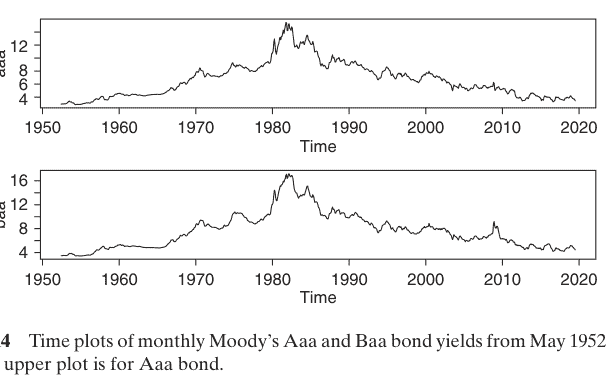 12
8
6
4
aaa
1950 1960 1970 1980 1990 2000 2010 2020
Time
16
12
8
4
baa
1950 1960 1970 1980 1990 2000 2010 2020
Time
4 Time plots of monthly Moody's Aaa and Baa bond yields from May 1952
upper plot is for Aaa bond.